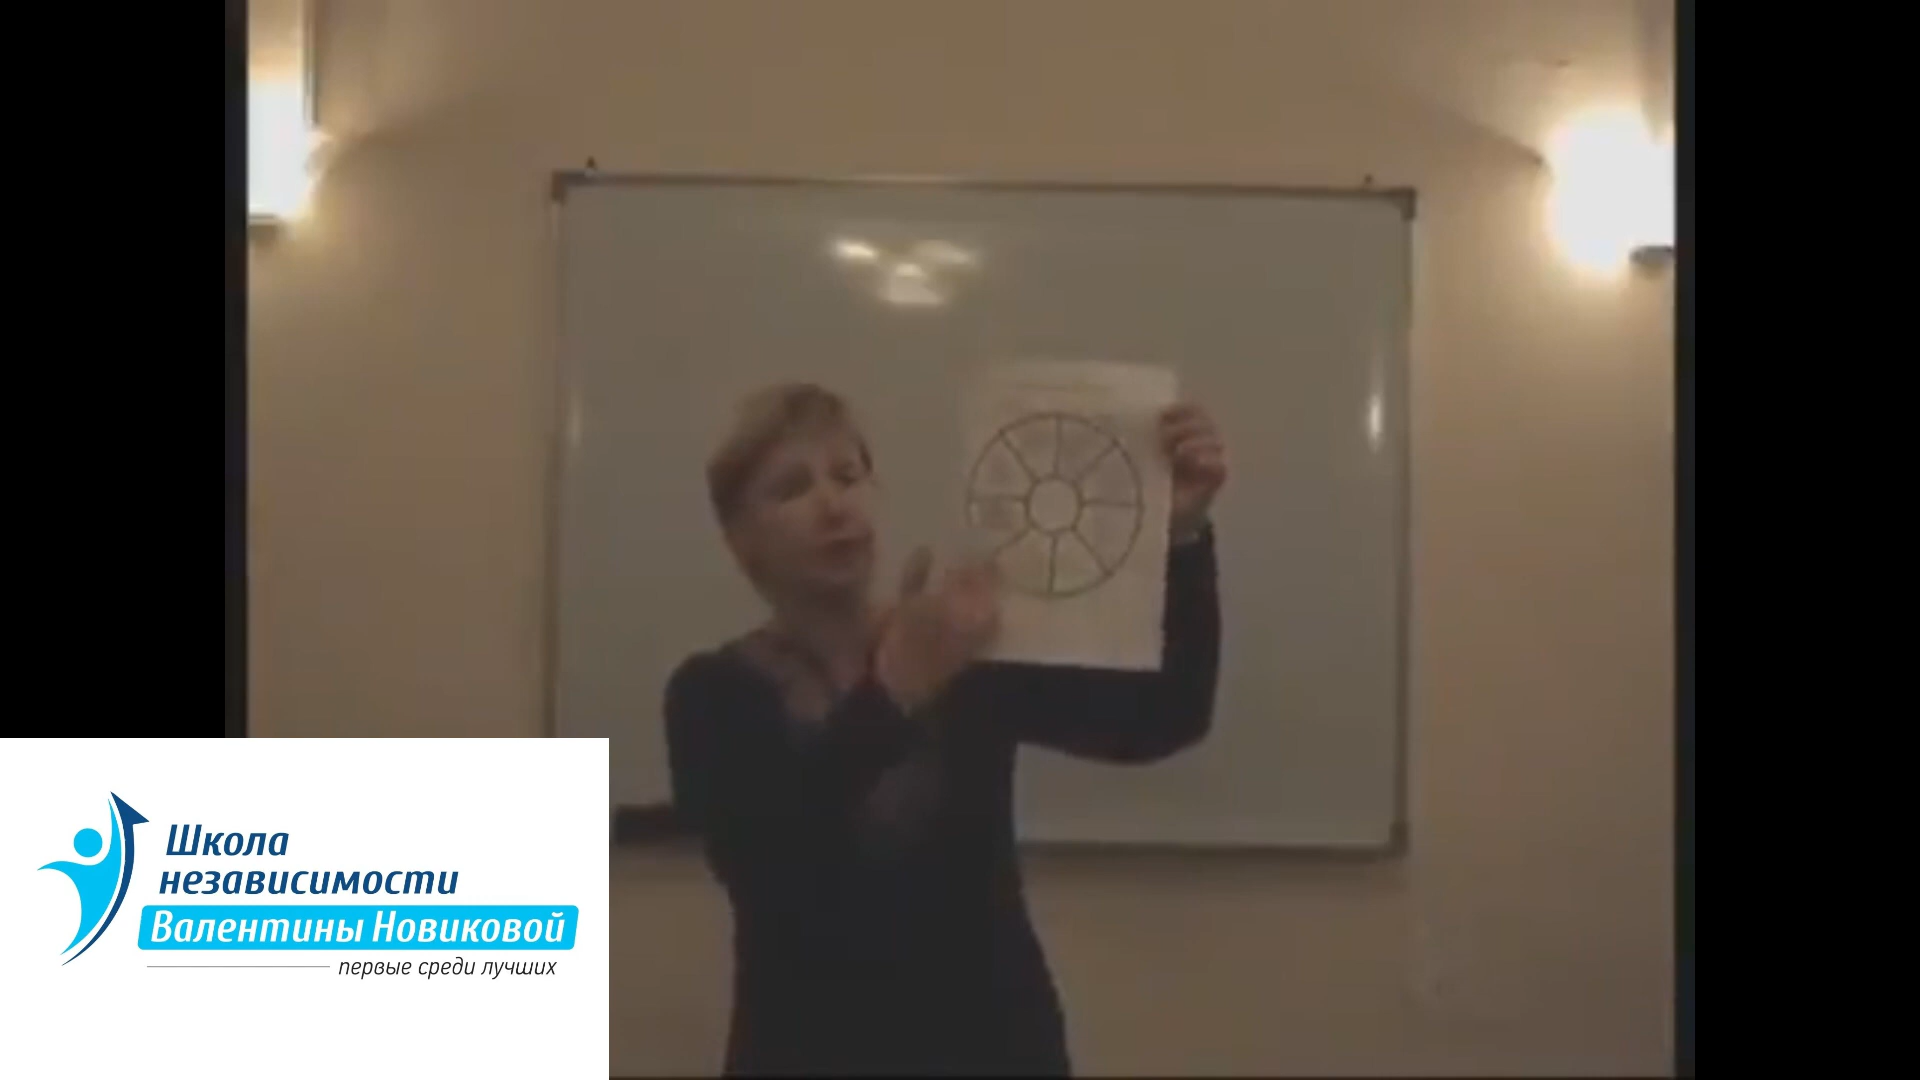 Школа
независимости
Валентины Новиковой
первые среди лучших